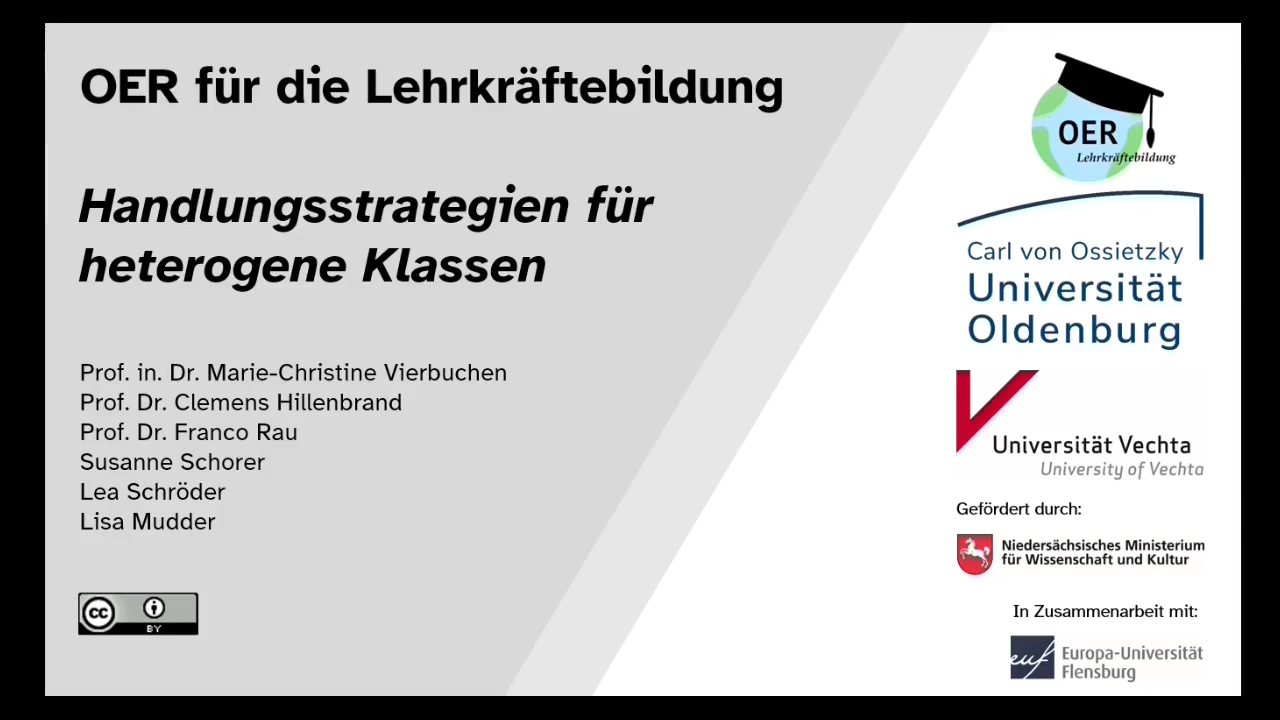 OER für die Lehrkräftebildung
Handlungsstrategien für
heterogene Klassen
Prof. in. Dr. Marie-Christine Vierbuchen
Prof. Dr. Clemens Hillenbrand
Prof. Dr. Franco Rau
Susanne Schorer
Lea Schröder
Lisa Mudder
cc
BY
OER
Lehrkräftebildung
Carl von Ossietzky
Universität
Oldenburg
Universität Vechta
University of Vechta
Gefördert durch:
Niedersächsisches Ministerium
für Wissenschaft und Kultur
In Zusammenarbeit mit:
euf
Europa-Universität
Flensburg